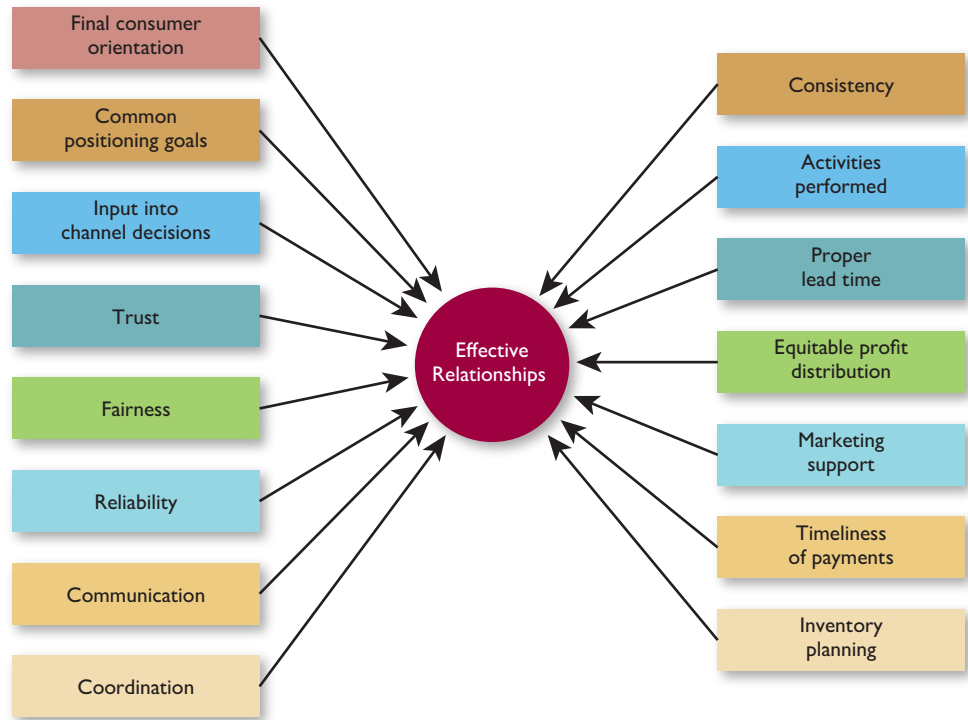 Final consumer
orientation
Common
positioning goals
Input into
channel decisions
Trust
Fairness
Reliability
Communication
Coordination
Effective
Relationships
Consistency
Activities
performed
Proper
lead time
Equitable profit
distribution
Marketing
support
Timeliness
of payments
Inventory
planning